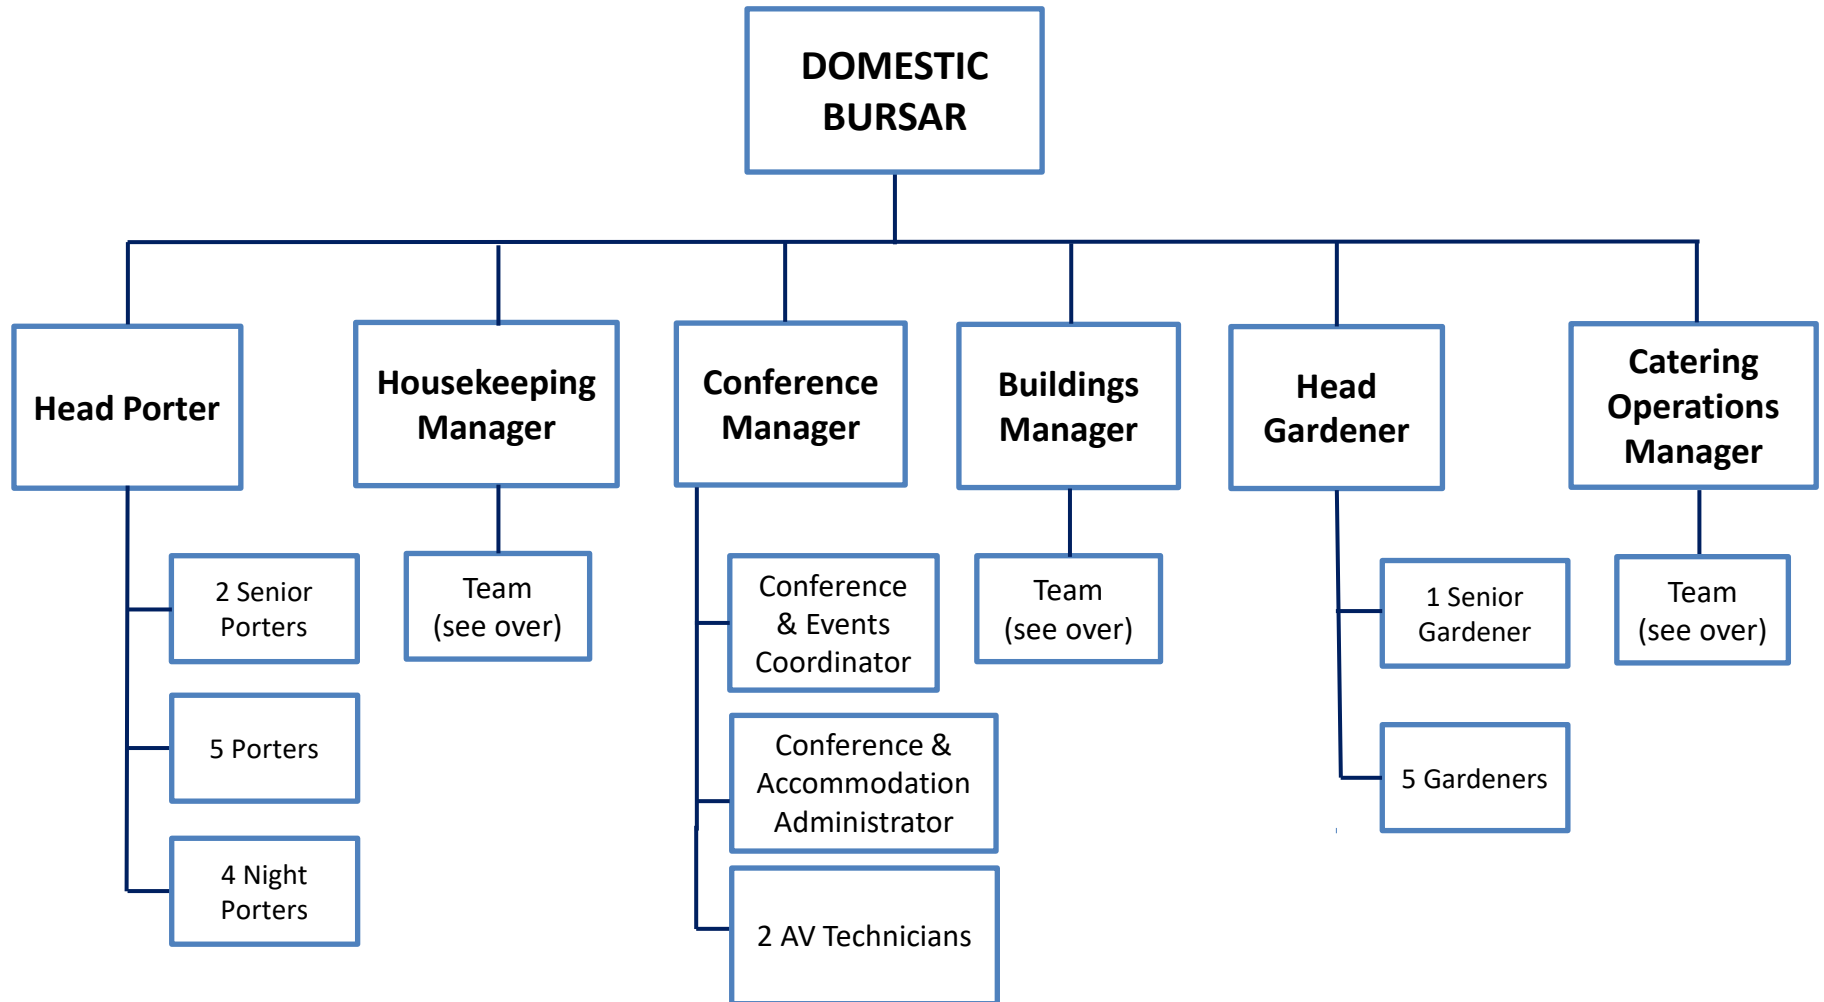 DOMESTIC
BURSAR
Head Porter
Housekeeping
Manager
Conference
Manager
Buildings
Manager
Head
Gardener
Catering
Operations
Manager
2 Senior
Porters
5 Porters
4 Night
Porters
Team
(see over)
Conference
& Events
Coordinator
Conference &
Accommodation
Administrator
2 AV Technicians
Team
(see over)
1 Senior
Gardener
5 Gardeners
Team
(see over)